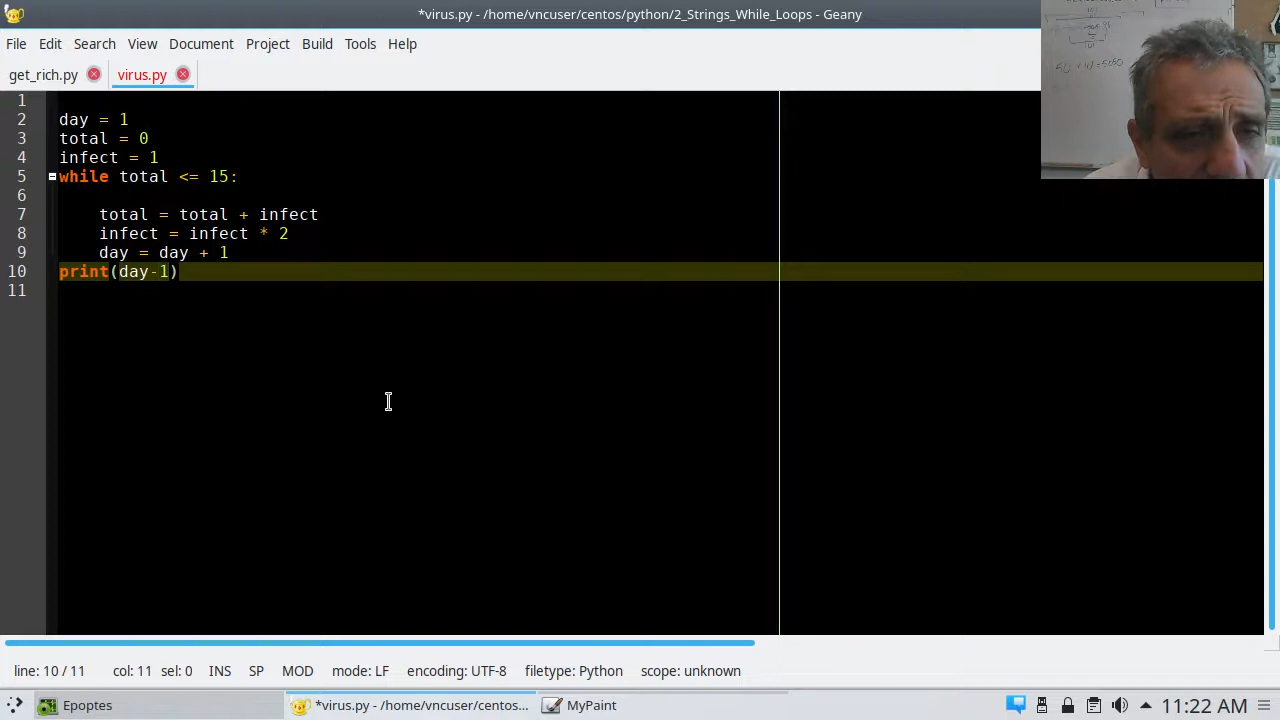 *virus.py - /home/vncuser/centos/python/2_Strings_While_Loops - Geany
File Edit Search View Document Project Build Tools Help
get_rich.py virus.py
1
2 day = 1
3 total = 0
4 infect = 1
5 while total <= 15:
6
7 total = total + infect
8 infect = infect * 2
9 day = day + 1
10 print(day-1)
11
line: 10 / 11 col: 11 sel: 0 INS SP MOD mode: LF encoding: UTF-8 filetype: Python scope: unknown
Epoptes *virus.py - /home/vncuser/centos... MyPaint 11:22 AM